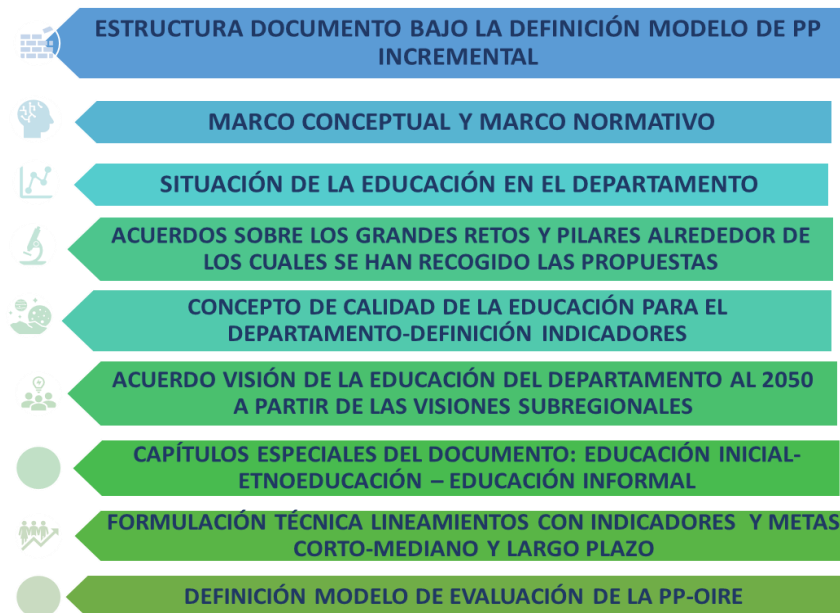 ESTRUCTURA DOCUMENTO BAJO LA DEFINICIÓN MODELO DE PP
INCREMENTAL
MARCO CONCEPTUAL Y MARCO NORMATIVO
SITUACIÓN DE LA EDUCACIÓN EN EL DEPARTAMENTO
ACUERDOS SOBRE LOS GRANDES RETOS Y PILARES ALREDEDOR DE
LOS CUALES SE HAN RECOGIDO LAS PROPUESTAS
CONCEPTO DE CALIDAD DE LA EDUCACIÓN PARA EL
DEPARTAMENTO-DEFINICIÓN INDICADORES
ACUERDO VISIÓN DE LA EDUCACIÓN DEL DEPARTAMENTO AL 2050
A PARTIR DE LAS VISIONES SUBREGIONALES
CAPÍTULOS ESPECIALES DEL DOCUMENTO: EDUCACIÓN INICIAL-
ETNOEDUCACIÓN – EDUCACIÓN INFORMAL
FORMULACIÓN TÉCNICA LINEAMIENTOS CON INDICADORES Y METAS
CORTO-MEDIANO Y LARGO PLAZO
DEFINICIÓN MODELO DE EVALUACIÓN DE LA PP-OIRE